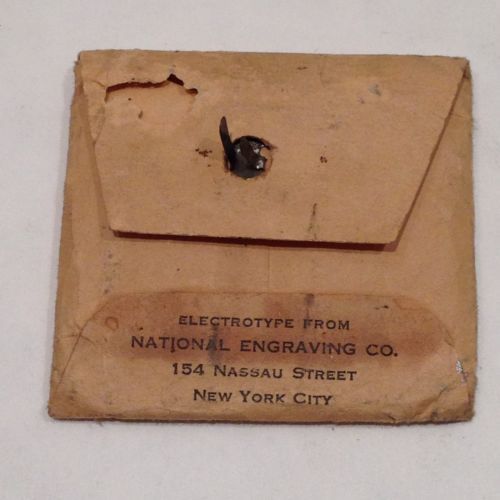 ELECTROTYPE FROM
NATIONAL ENGRAVING CO.
154 NASSAU STREET
NEW YORK CITY